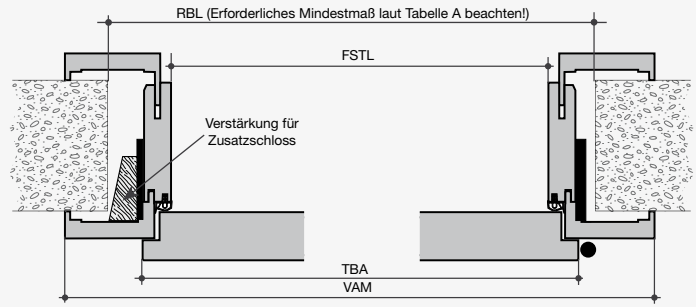 RBL (Erforderliches Mindestmaß laut Tabelle A beachten!)
FSTL
Verstärkung für
Zusatzschloss
TBA
VAM